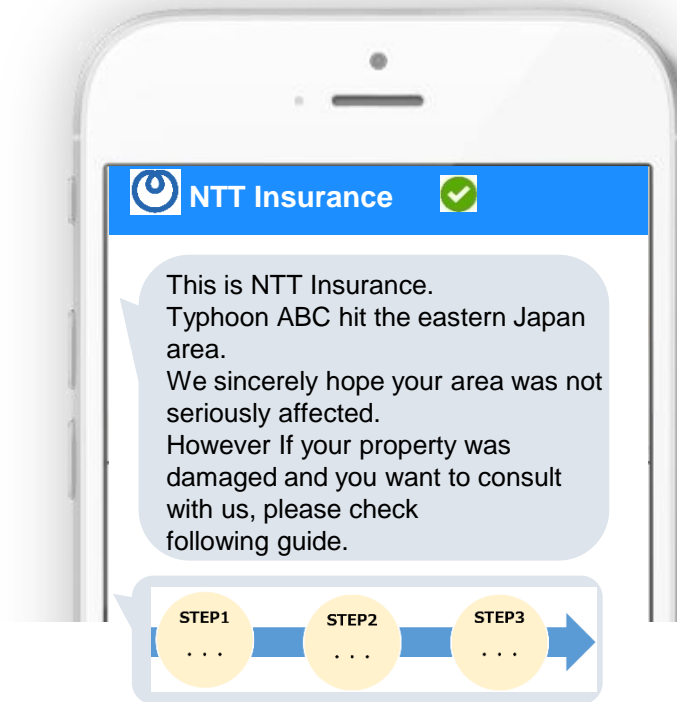 NTT Insurance
This is NTT Insurance.
Typhoon ABC hit the eastern Japan
area.
We sincerely hope your area was not
seriously affected.
However If your property was
damaged and you want to consult
with us, please check
following guide.
STEP1 STEP2 STEP3
. . . . . . . . .